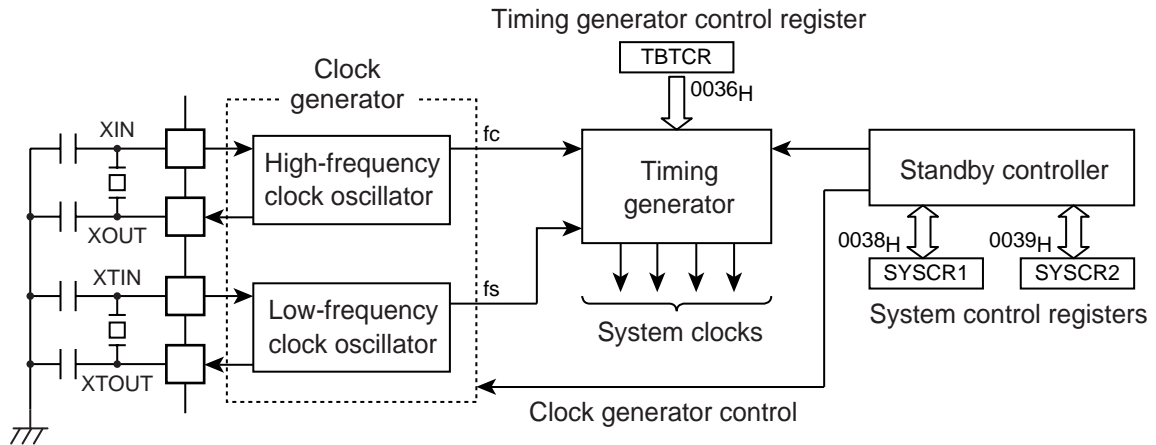 Timing generator control register
TBTCR
0036H
Clock
generator
XIN
fc
High-frequency
clock oscillator
Timing
generator
Standby controller
XOUT
0038H
0039H
XTIN
SYSCR1
SYSCR2
fs
Low-frequency
clock oscillator
System clocks
System control registers
XTOUT
Clock generator control